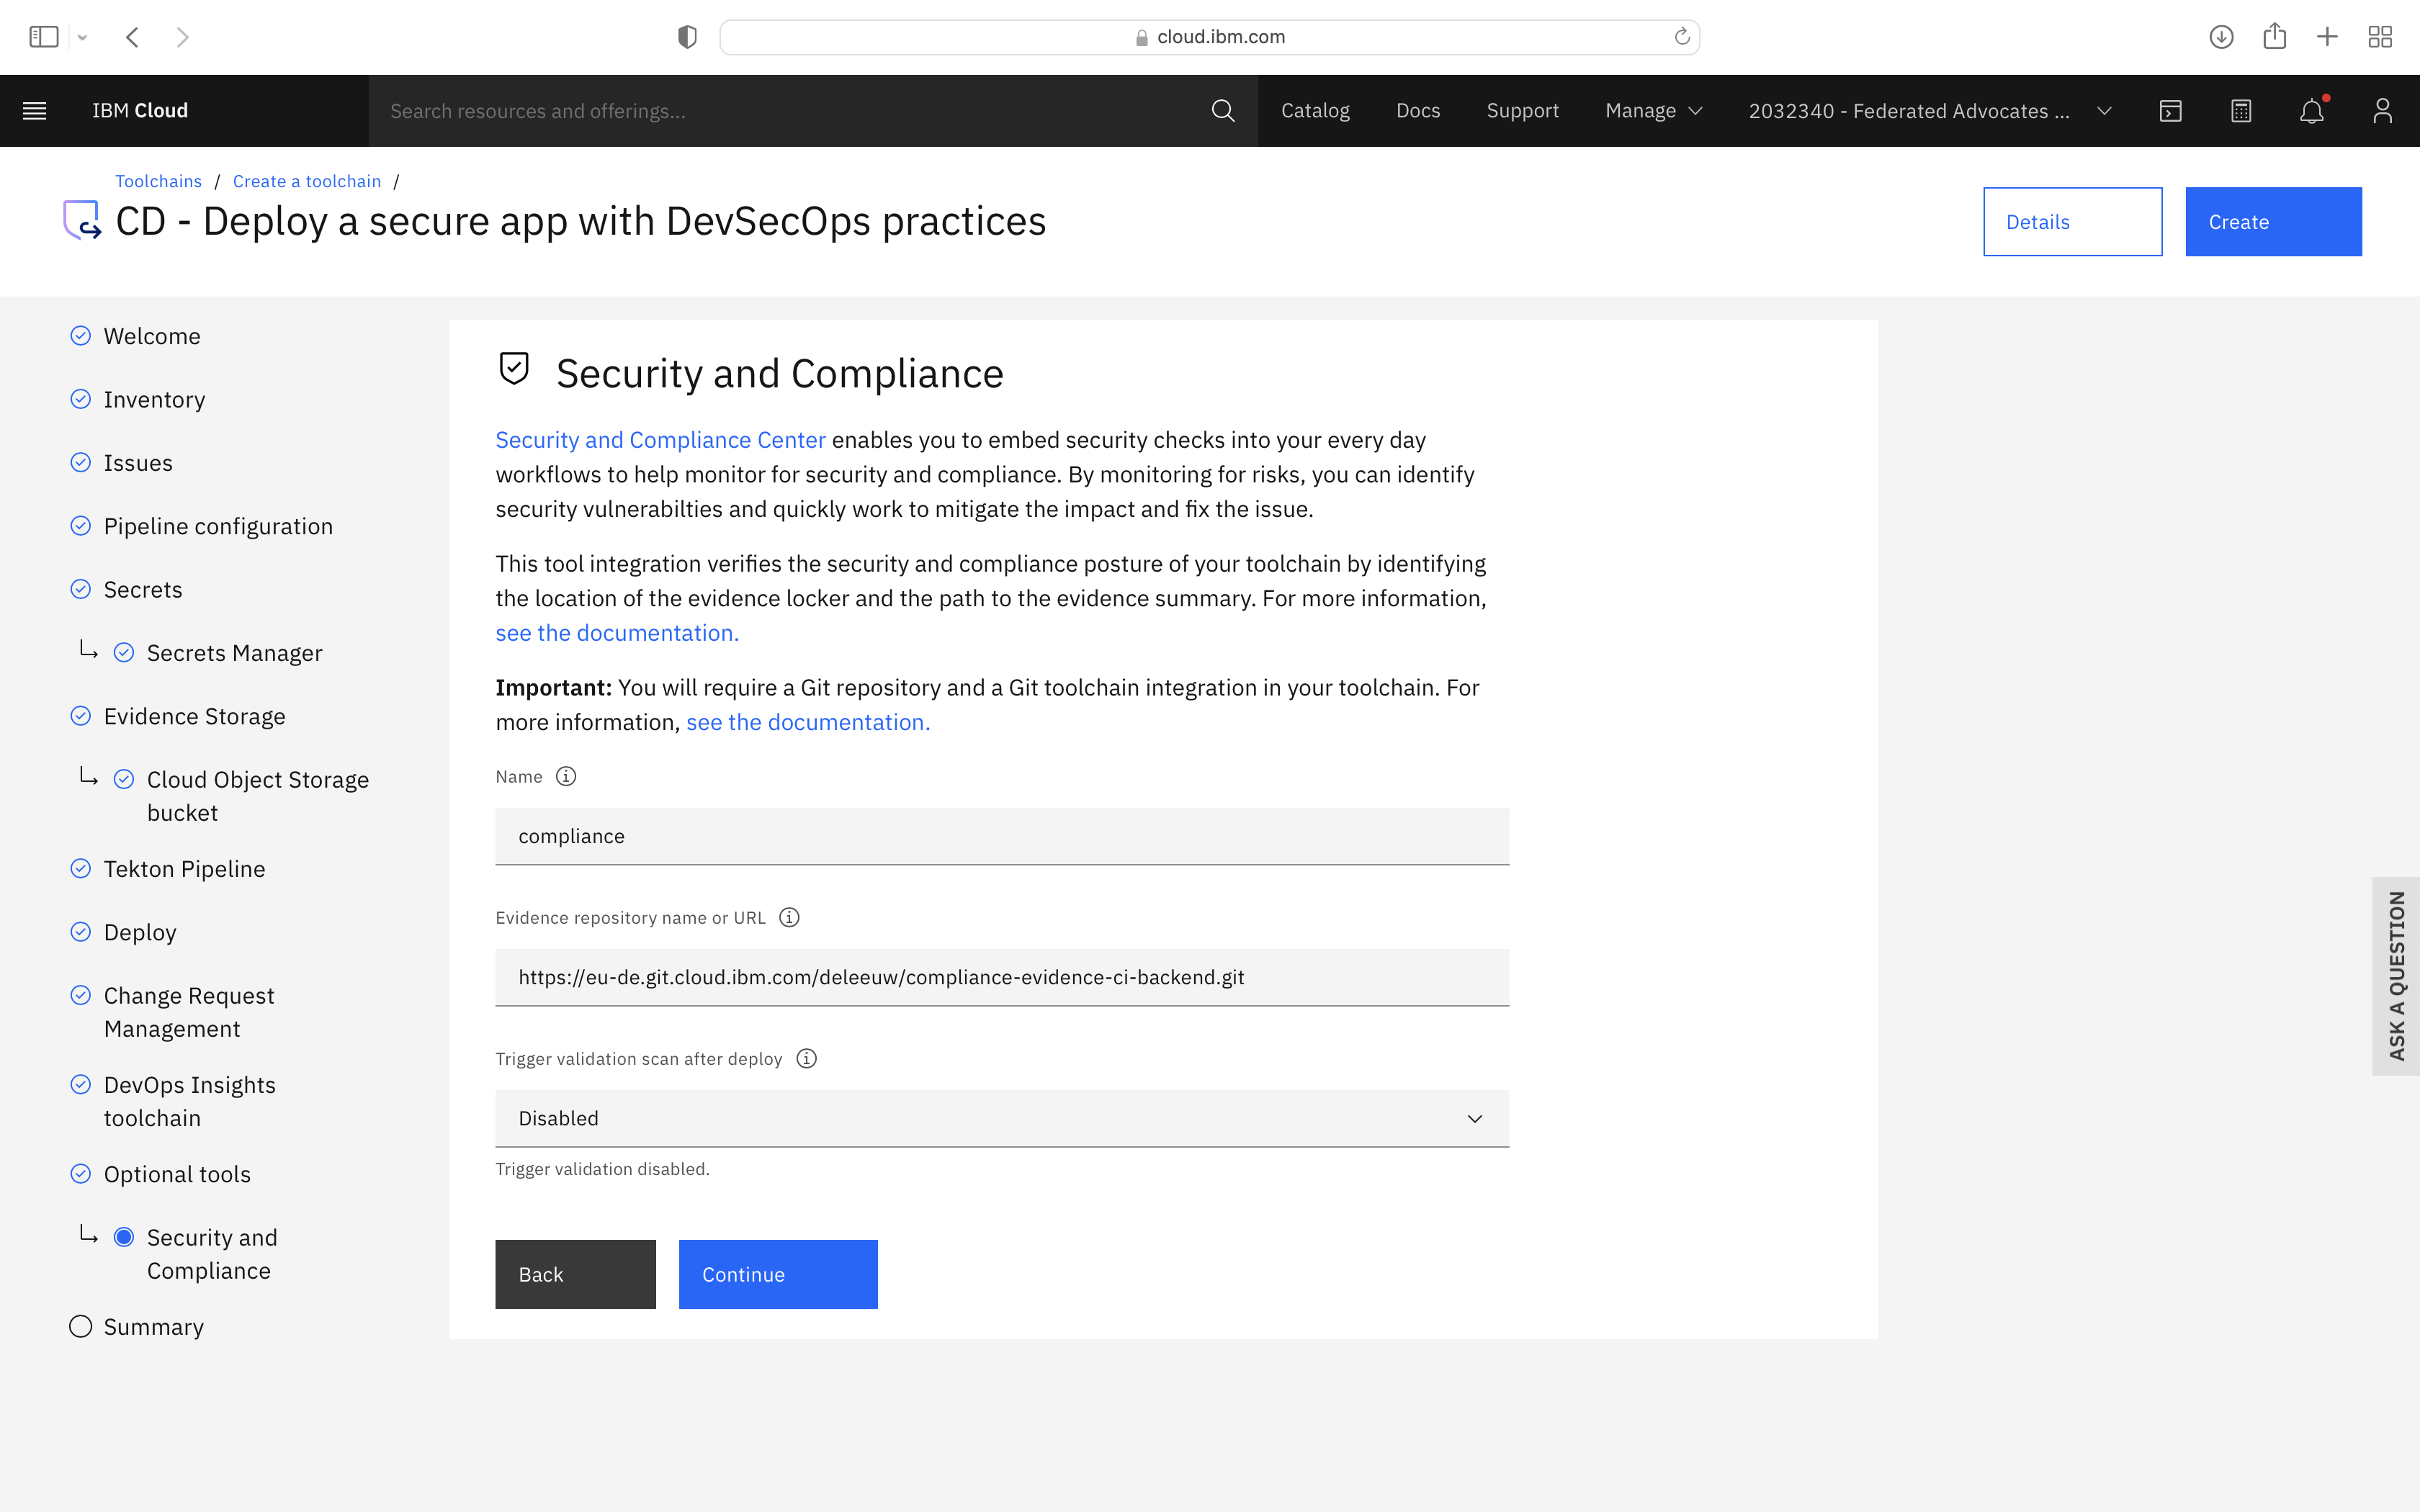 cloud.ibm.com
IBM Cloud
Search resources and offerings...
Catalog
Docs
Support
Manage
2032340 - Federated Advocates ...
Toolchains / Create a toolchain /
CD - Deploy a secure app with DevSecOps practices
Details
Create
Welcome
Inventory
Issues
Pipeline configuration
Secrets
Secrets Manager
Evidence Storage
Cloud Object Storage
bucket
Tekton Pipeline
Deploy
Change Request
Management
DevOps Insights
toolchain
Optional tools
Security and
Compliance
Summary
Security and Compliance
Security and Compliance Center enables you to embed security checks into your every day
workflows to help monitor for security and compliance. By monitoring for risks, you can identify
security vulnerabilties and quickly work to mitigate the impact and fix the issue.
This tool integration verifies the security and compliance posture of your toolchain by identifying
the location of the evidence locker and the path to the evidence summary. For more information,
see the documentation.
Important: You will require a Git repository and a Git toolchain integration in your toolchain. For
more information, see the documentation.
Name
compliance
Evidence repository name or URL
https://eu-de.git.cloud.ibm.com/deleeuw/compliance-evidence-ci-backend.git
Trigger validation scan after deploy
Disabled
Trigger validation disabled.
Back
Continue
ASK A QUESTION